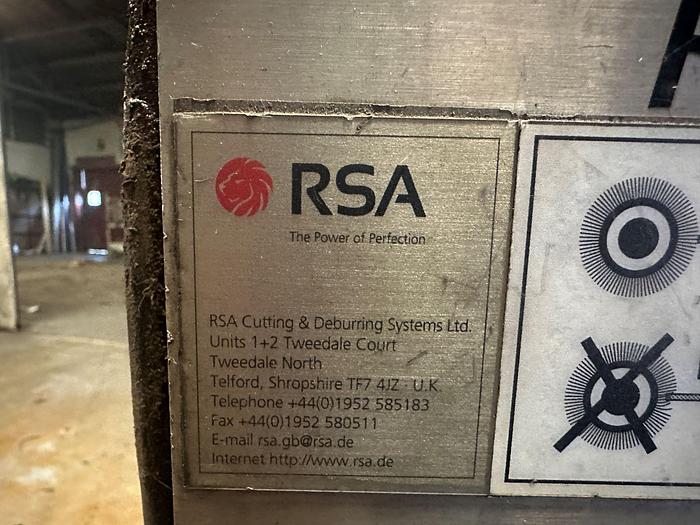 RSA
The Power of Perfection
RSA Cutting & Deburring Systems Ltd.
Units 1+2 Tweedale Court
Tweedale North
Telford, Shropshire TF7 4JZ · U.K.
Telephone +44(0)1952 585183
Fax +44(0)1952 580511
E-mail rsa.gb@rsa.de
Internet http://www.rsa.de